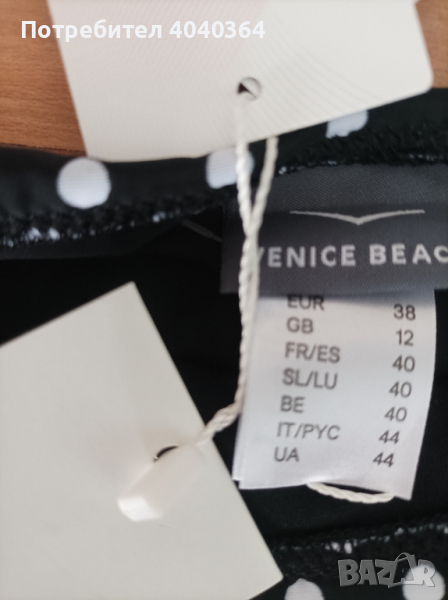 Потребител 4040364
VENICE BEAC
EUR 38
GB 12
FR/ES 40
SL/LU 40
BE 40
IT/PYC 44
UA 44
BAZAR